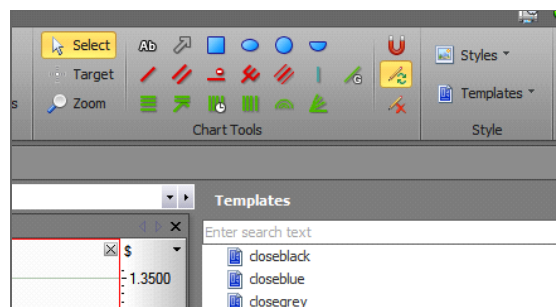 Select
Ab
Styles
Target
G
s
Zoom
Templates
Chart Tools
Style
Templates
Enter search text
$
closeblack
1.3500
closeblue
closegrey